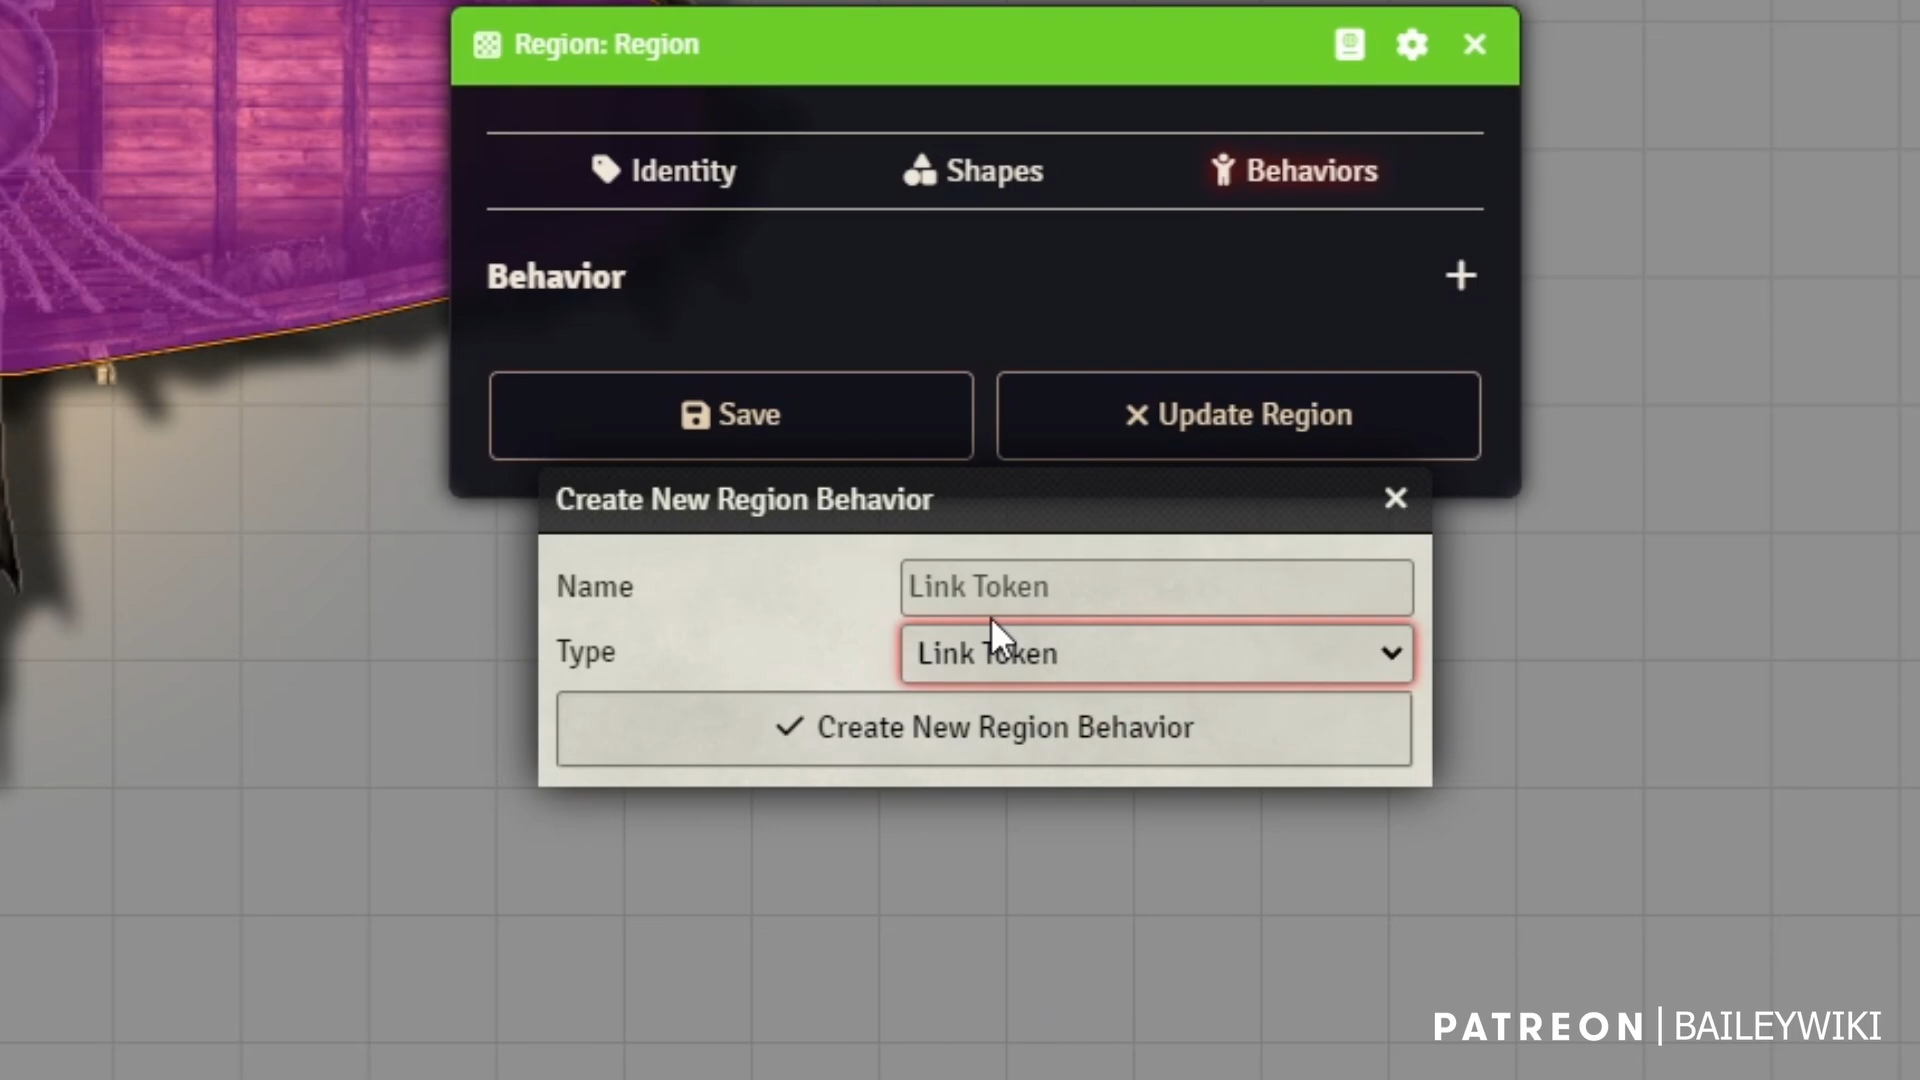 Region: Region
Identity
Shapes
Behaviors
Behavior
Save
Update Region
Create New Region Behavior
Name
Link Token
Type
Link Token
Create New Region Behavior
PATREON | BAILEYWIKI